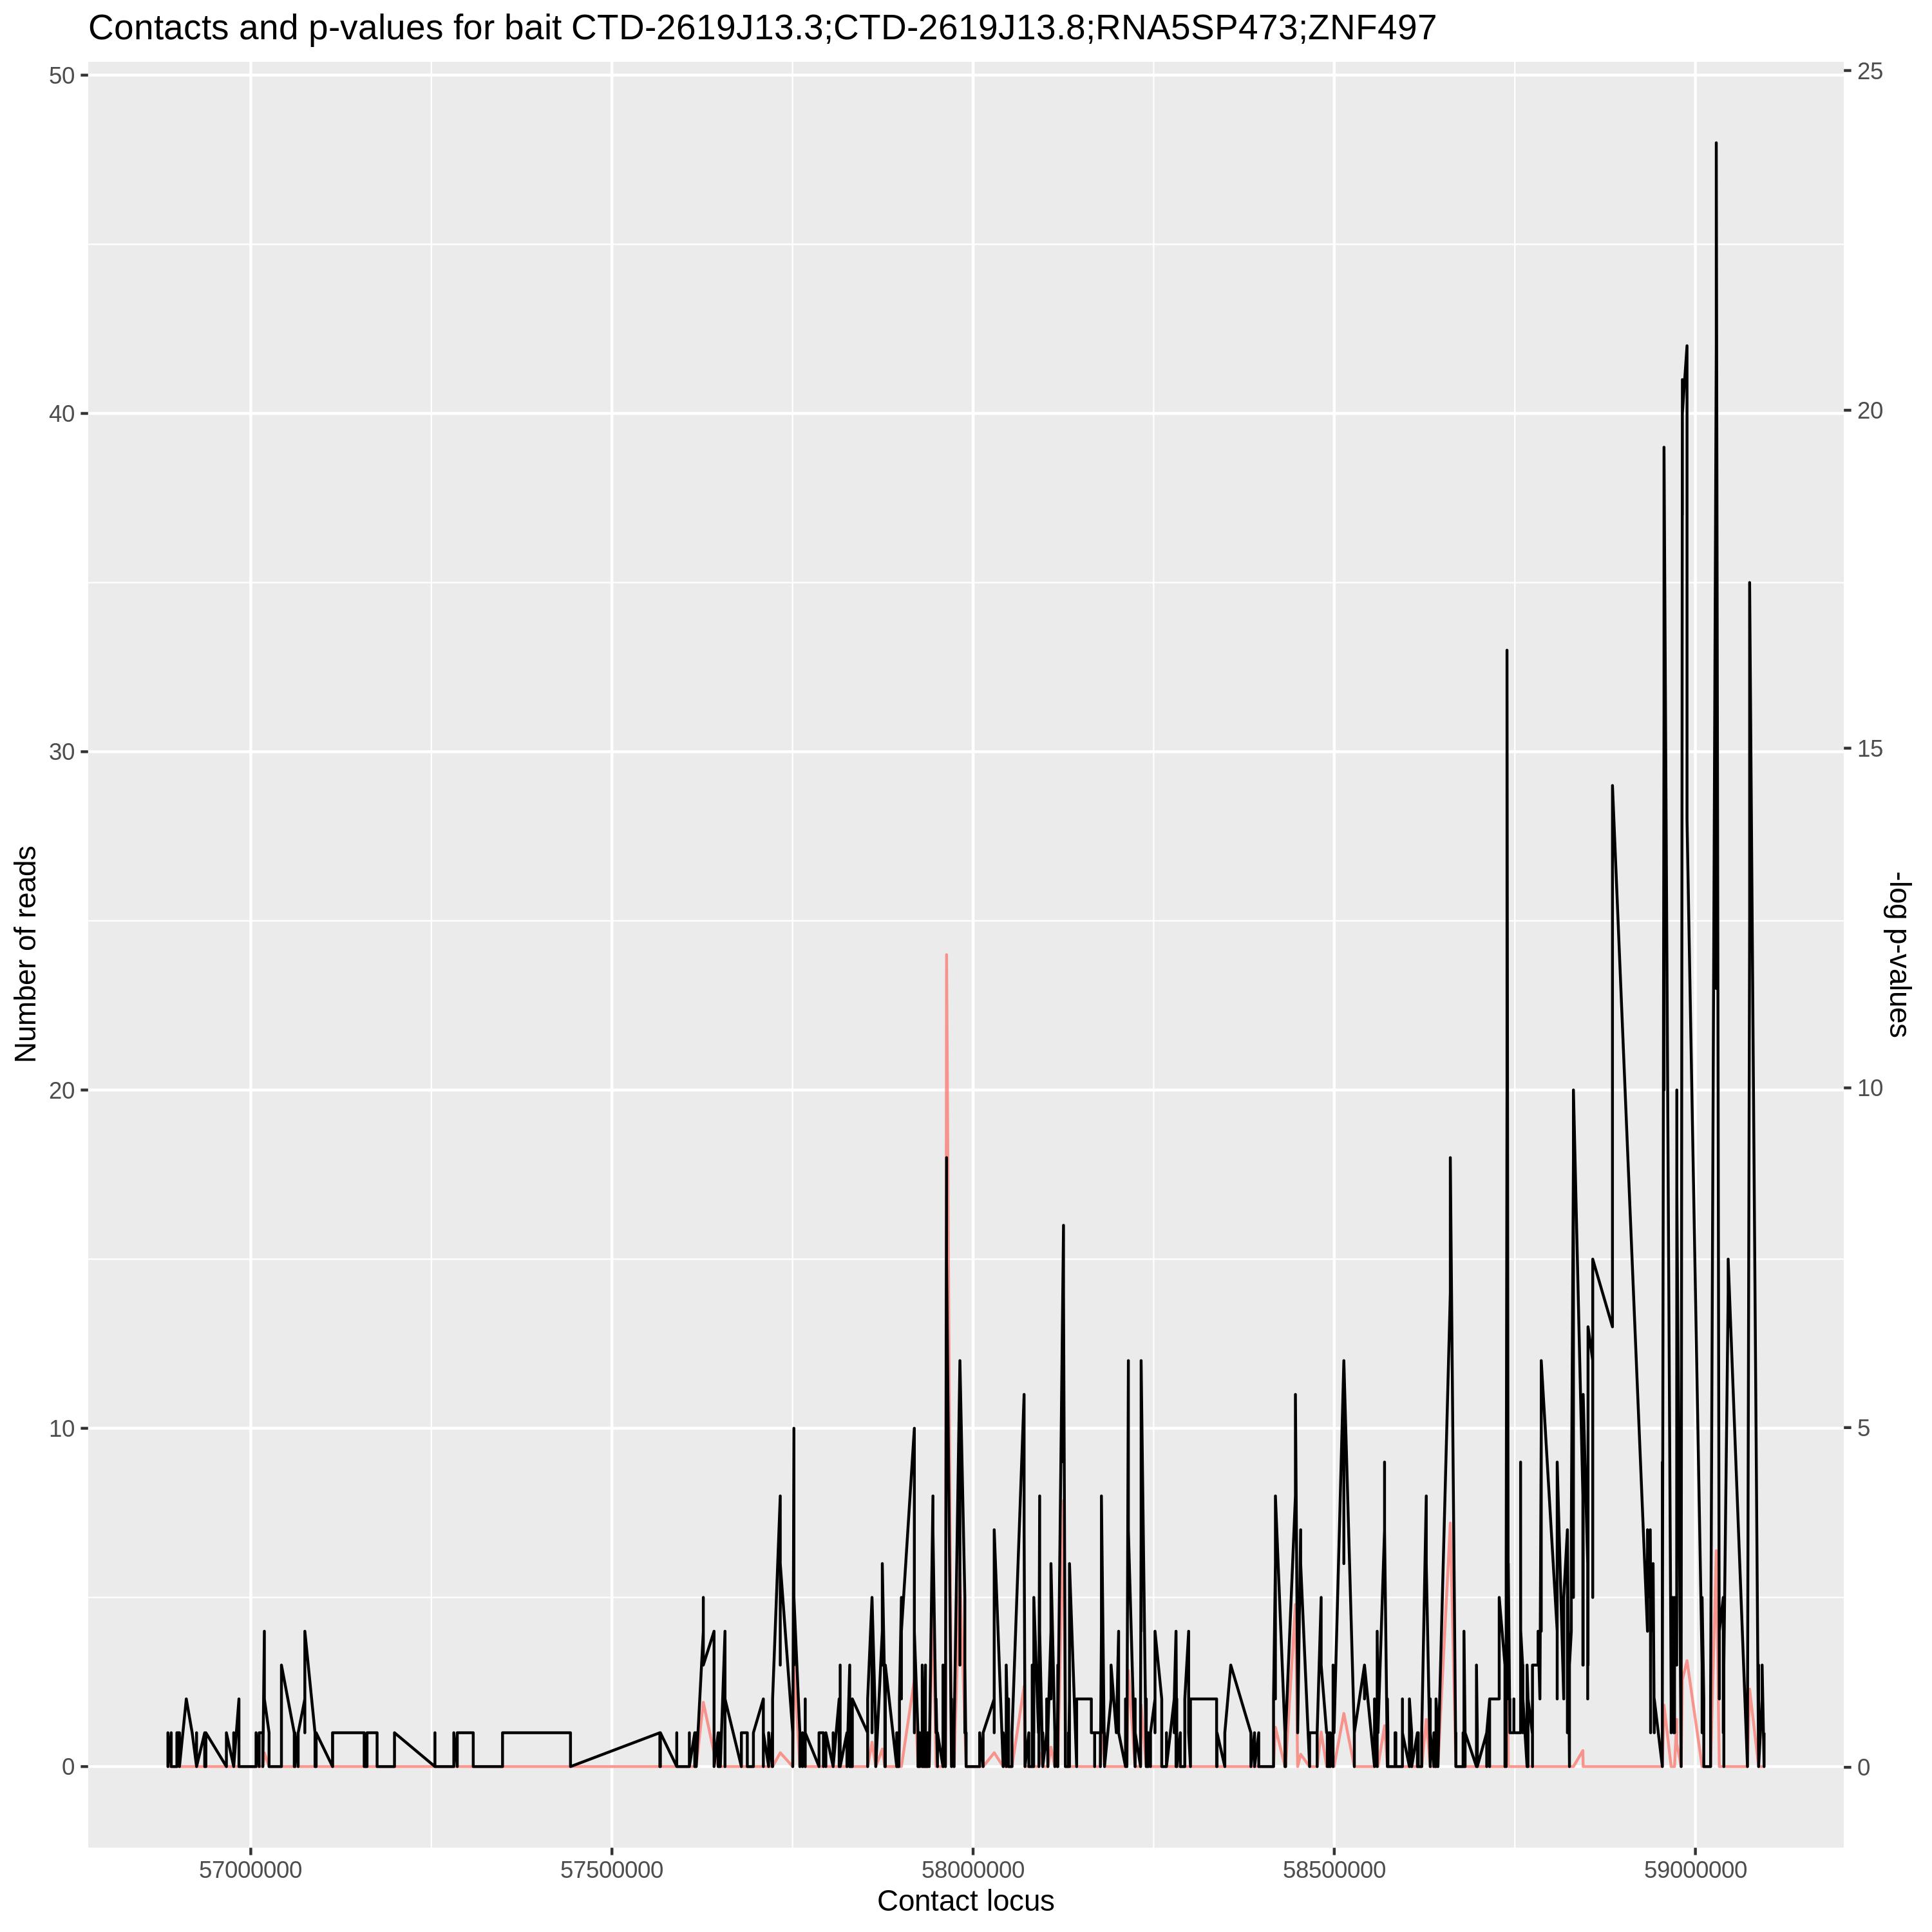 Contacts and p-values for bait CTD-2619J13.3;CTD-2619J13.8;RNA5SP473;ZNF497
50
40
30
20
10
0
Number of reads
25
20
15
10
5
0
-log p-values
57000000 57500000 58000000 58500000 59000000
Contact locus